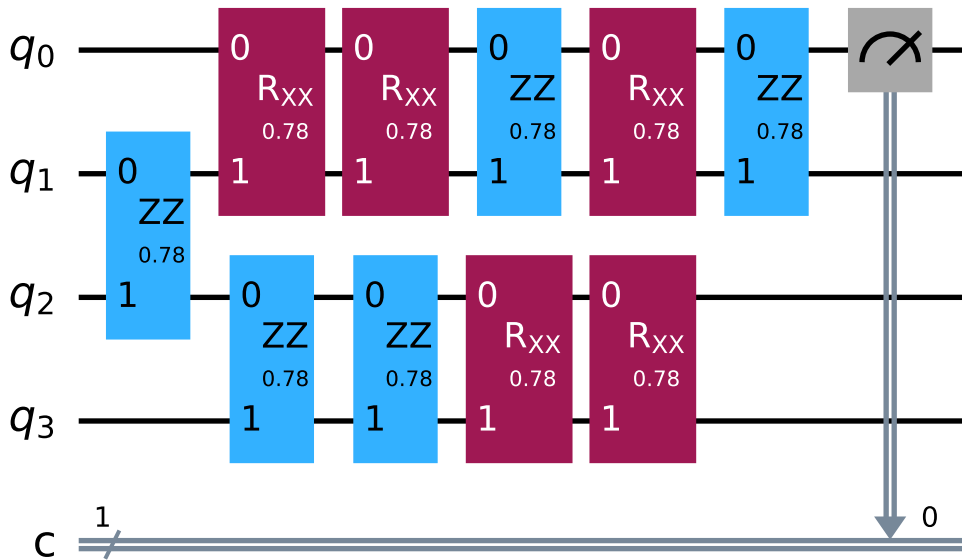 q0 0 0 0 0 0
RXX RXX ZZ RXX ZZ
0.78 0.78 0.78 0.78 0.78
q1 0 1 1 1 1 1
ZZ
0.78
q2 1 0 0 0 0
ZZ ZZ RXX RXX
0.78 0.78 0.78 0.78
q3 1 1 1 1
1 0
c